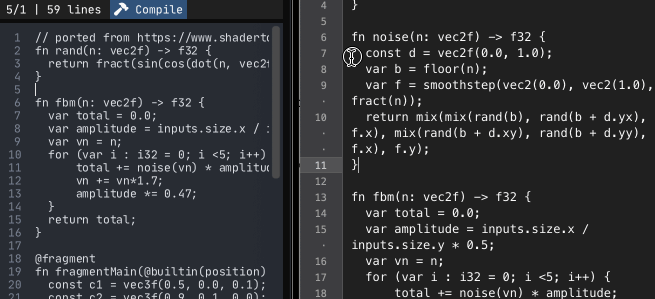 5/1 | 59 lines Compile
1 // ported from https://www.shaderto
2 fn rand(n: vec2f) -> f32 {
3 return fract(sin(cos(dot(n, vec2f
4 }
5
6 fn fbm(n: vec2f) -> f32 {
7 var total = 0.0;
8 var amplitude = inputs.size.x / i
9 var vn = n;
10 for (var i : i32 = 0; i <5; i++)
11 total += noise(vn) * amplitud
12 vn += vn*1.7;
13 amplitude *= 0.47;
14 }
15 return total;
16 }
17
18 @fragment
19 fn fragmentMain(@builtin(position)
20 const c1 = vec3f(0.5, 0.0, 0.1);
21 const c2 = vec3f(0.9, 0.1, 0.0);
4 }
5
6 fn noise(n: vec2f) -> f32 {
7 const d = vec2f(0.0, 1.0);
8 var b = floor(n);
9 var f = smoothstep(vec2(0.0), vec2(1.0),
· fract(n));
10 return mix(mix(rand(b), rand(b + d.yx),
· f.x), mix(rand(b + d.xy), rand(b + d.yy),
· f.x), f.y);
11 }
12
13 fn fbm(n: vec2f) -> f32 {
14 var total = 0.0;
15 var amplitude = inputs.size.x /
· inputs.size.y * 0.5;
16 var vn = n;
17 for (var i : i32 = 0; i <5; i++) {
18 total += noise(vn) * amplitude;